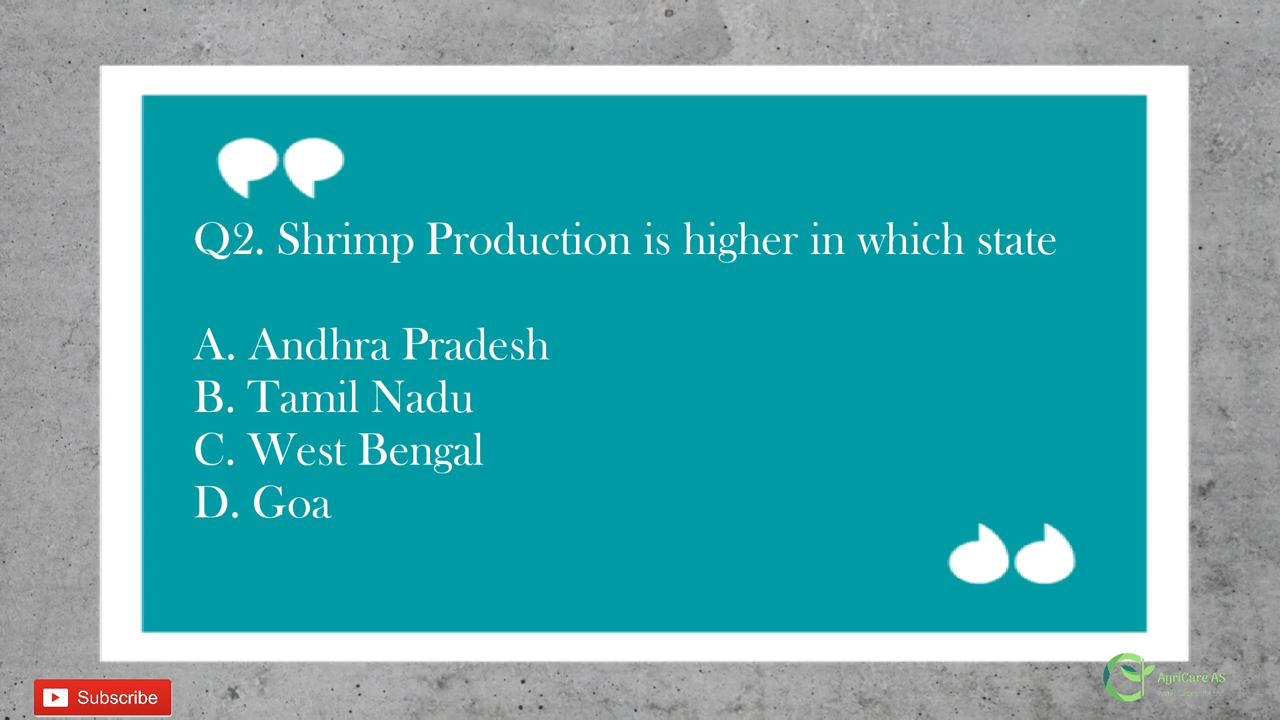 Q2. Shrimp Production is higher in which state
A. Andhra Pradesh
B. Tamil Nadu
C. West Bengal
D. Goa
Subscribe
AgriCare AS